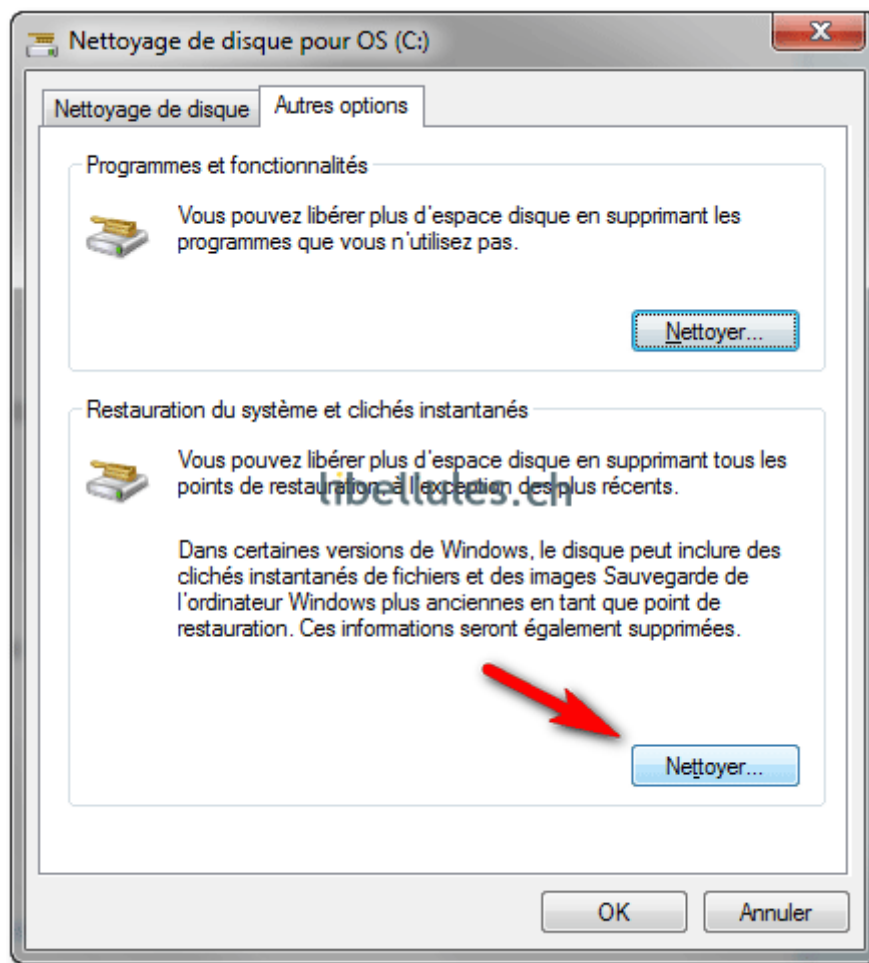 Nettoyage de disque pour OS (C:)
Nettoyage de disque
Autres options
Programmes et fonctionnalités
Vous pouvez libérer plus d'espace disque en supprimant les
programmes que vous n'utilisez pas.
Nettoyer...
Restauration du système et clichés instantanés
Vous pouvez libérer plus d'espace disque en supprimant tous les
points de restauration, à l'exception des plus récents.
libellules.ch
Dans certaines versions de Windows, le disque peut inclure des
clichés instantanés de fichiers et des images Sauvegarde de
l'ordinateur Windows plus anciennes en tant que point de
restauration. Ces informations seront également supprimées.
Nettoyer...
OK
Annuler